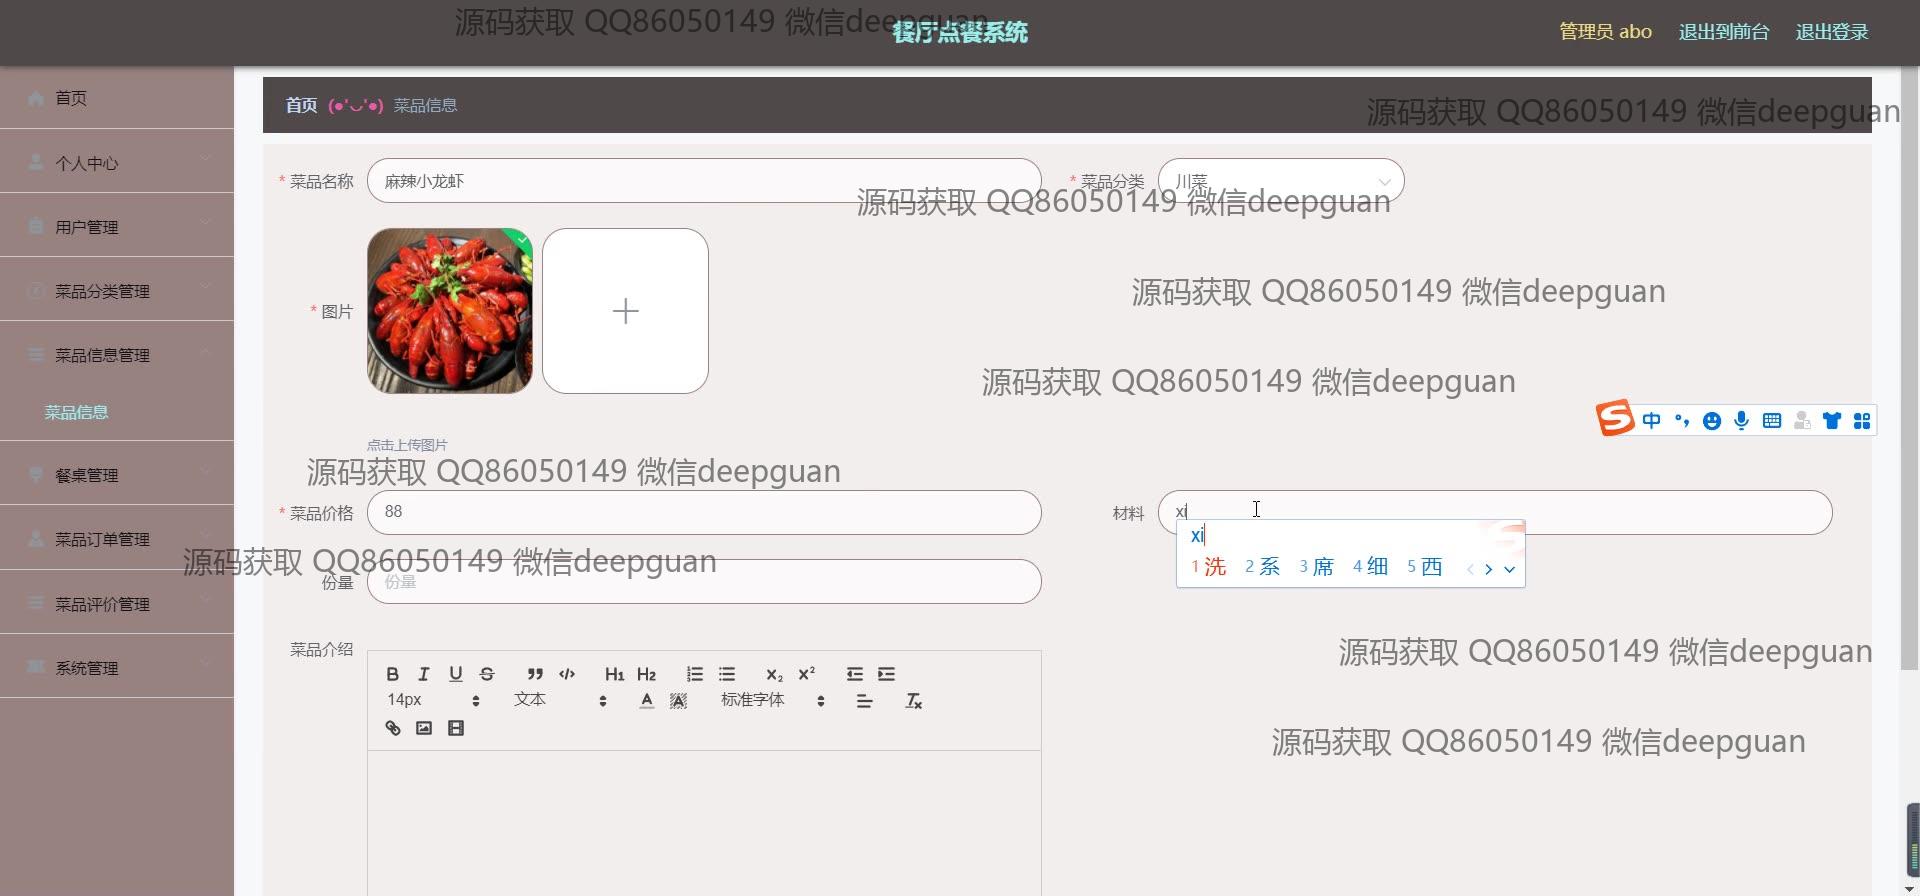 源码获取 QQ86050149 微信deepguan
餐厅点餐系统
管理员 abo
退出到前台
退出登录
首页
首页 (●'◡'●) 菜品信息
源码获取 QQ86050149 微信deepguan
个人中心
* 菜品名称
麻辣小龙虾
* 菜品分类
川菜
源码获取 QQ86050149 微信deepguan
用户管理
菜品分类管理
源码获取 QQ86050149 微信deepguan
* 图片
菜品信息管理
源码获取 QQ86050149 微信deepguan
菜品信息
中
点击上传图片
源码获取 QQ86050149 微信deepguan
餐桌管理
* 菜品价格
88
材料
xi
xi
1 洗 2 系 3 席 4 细 5 西
菜品订单管理
源码获取 QQ86050149 微信deepguan
份量
份量
菜品评价管理
菜品介绍
源码获取 QQ86050149 微信deepguan
系统管理
B I U S H1 H2 x2 x2
14px 文本 A A 标准字体
源码获取 QQ86050149 微信deepguan